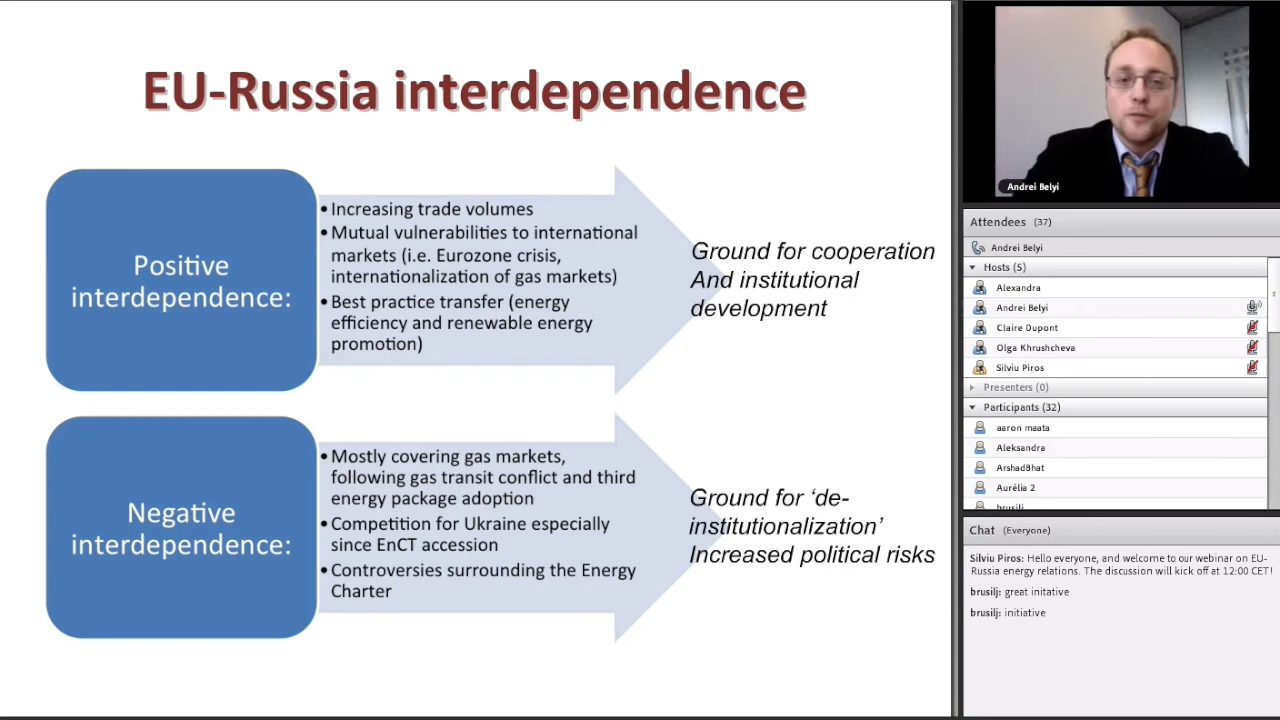 EU-Russia interdependence
Positive
interdependence:
•Increasing trade volumes
•Mutual vulnerabilities to international
markets (i.e. Eurozone crisis,
internationalization of gas markets)
•Best practice transfer (energy
efficiency and renewable energy
promotion)
Ground for cooperation
And institutional
development
Negative
interdependence:
•Mostly covering gas markets,
following gas transit conflict and third
energy package adoption
•Competition for Ukraine especially
since EnCT accession
•Controversies surrounding the Energy
Charter
Ground for ‘de-
institutionalization’
Increased political risks
Andrei Belyi
Attendees (37)
Andrei Belyi
Hosts (5)
Alexandra
Andrei Belyi
Claire Dupont
Olga Khrushcheva
Silviu Piros
Presenters (0)
Participants (32)
aaron maata
Aleksandra
ArshadBhat
Aurélia 2
brusilj
Chat (Everyone)
Silviu Piros: Hello everyone, and welcome to our webinar on EU-
Russia energy relations. The discussion will kick off at 12:00 CET!
brusilj: great initative
brusilj: initiative